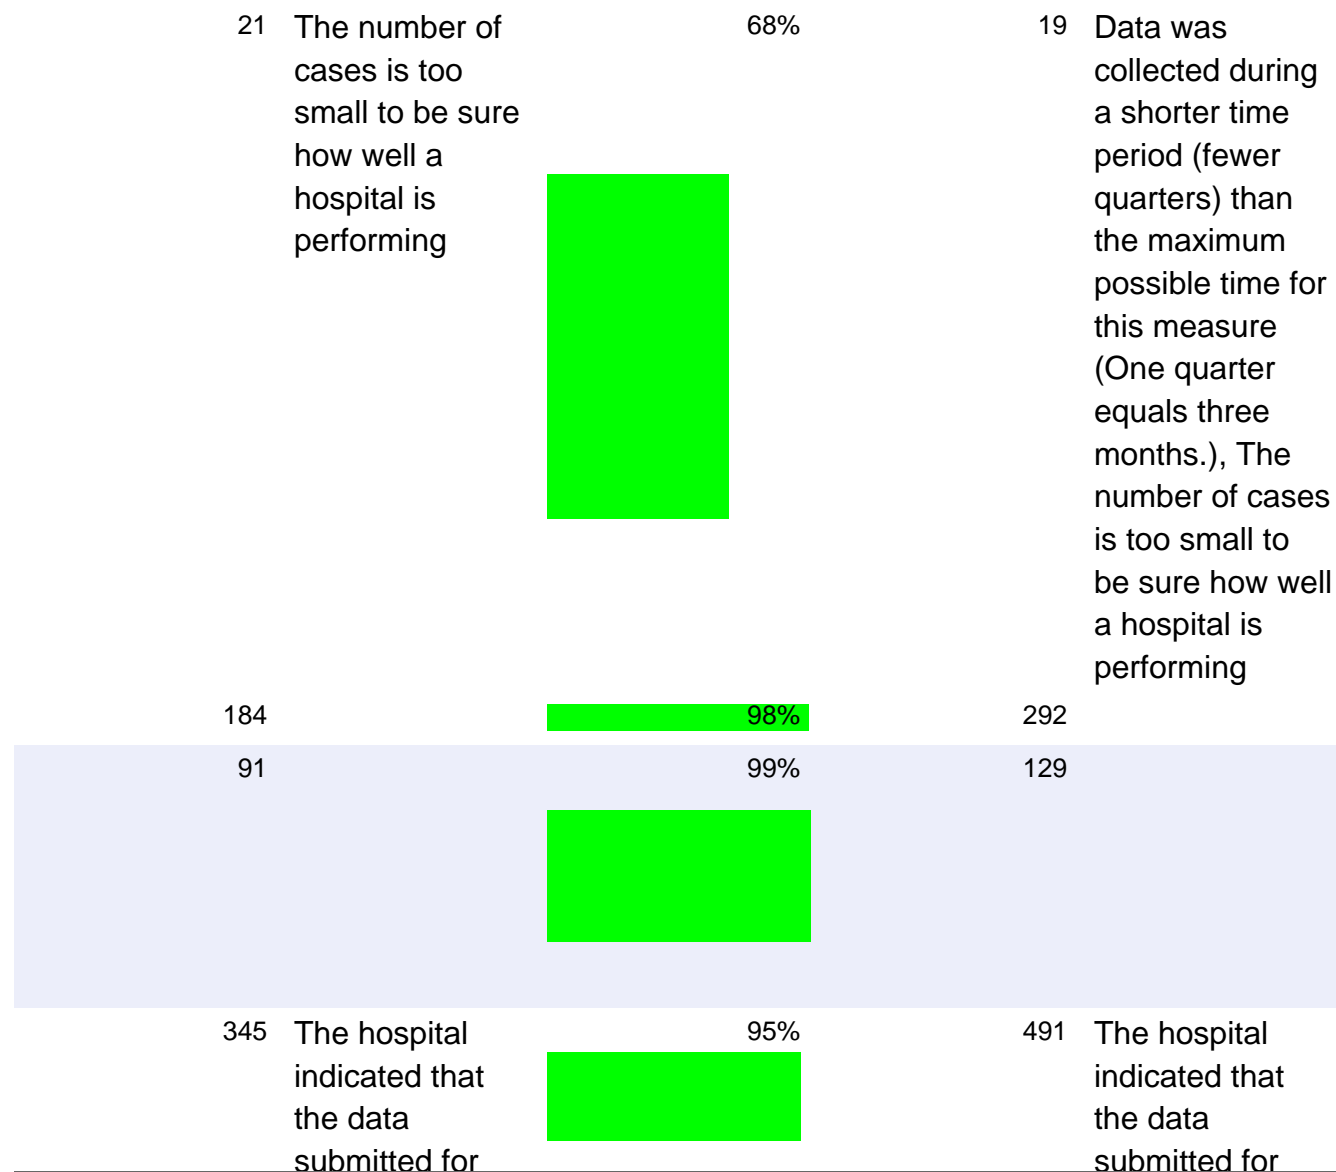 21 The number of 68% 19 Data was
cases is too collected during
small to be sure a shorter time
how well a period (fewer
hospital is quarters) than
performing the maximum
possible time for
this measure
(One quarter
equals three
months.), The
number of cases
is too small to
be sure how well
a hospital is
performing
184 98% 292
91 99% 129
345 The hospital 95% 491 The hospital
indicated that indicated that
the data the data
submitted for submitted for